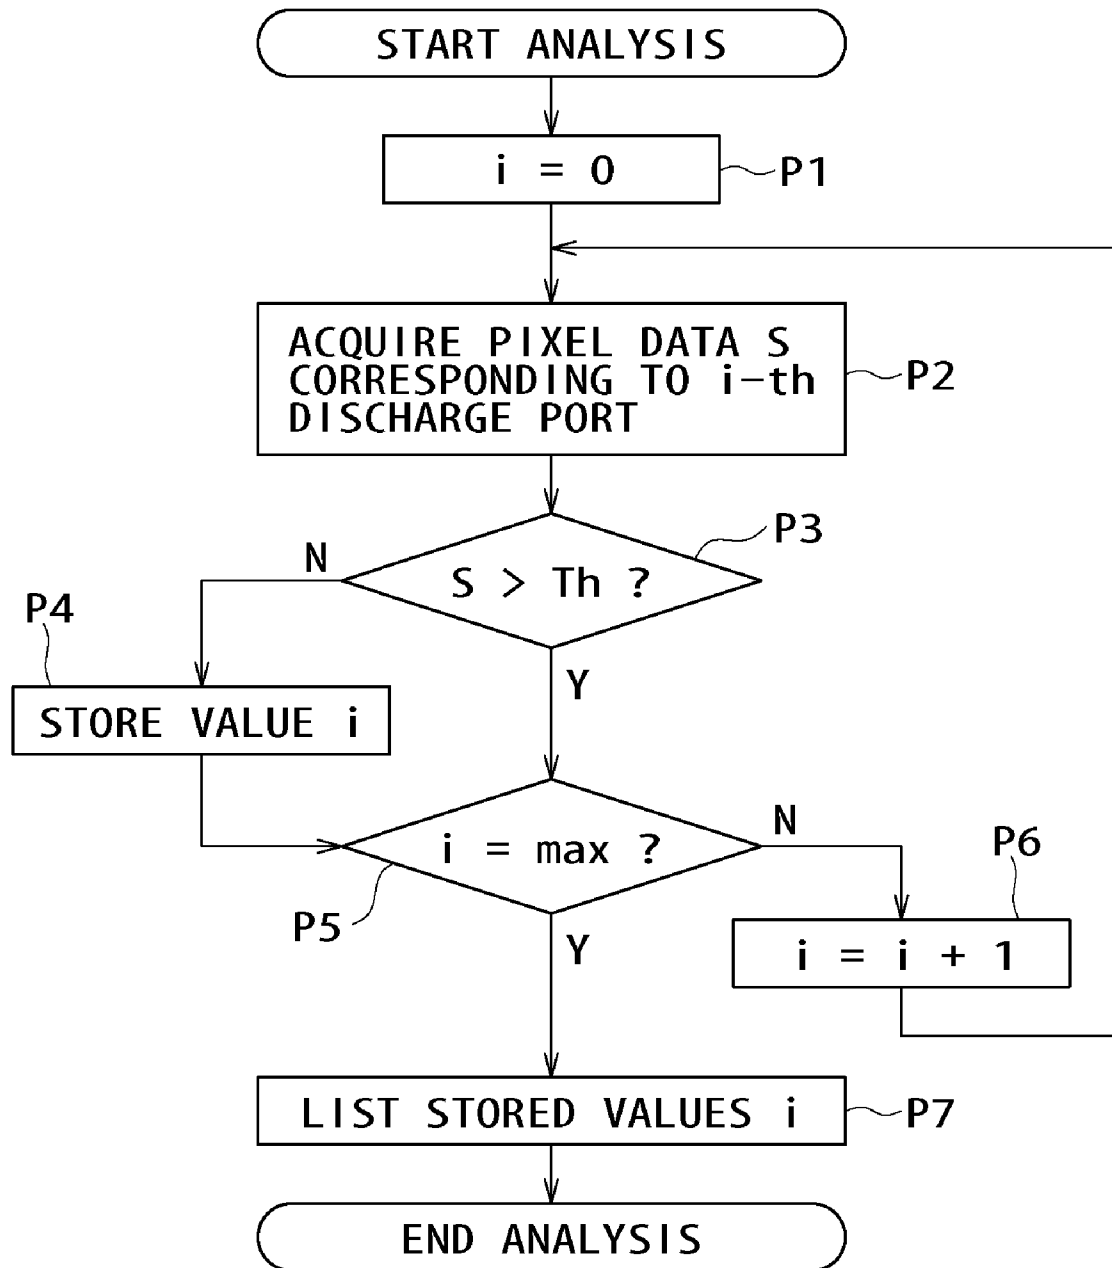 START ANALYSIS
i = 0
P1
ACQUIRE PIXEL DATA S
CORRESPONDING TO i-th
DISCHARGE PORT
P2
P3
N
S > Th ?
P4
Y
STORE VALUE i
N
i = max ?
P6
P5
Y
i = i + 1
LIST STORED VALUES i
P7
END ANALYSIS